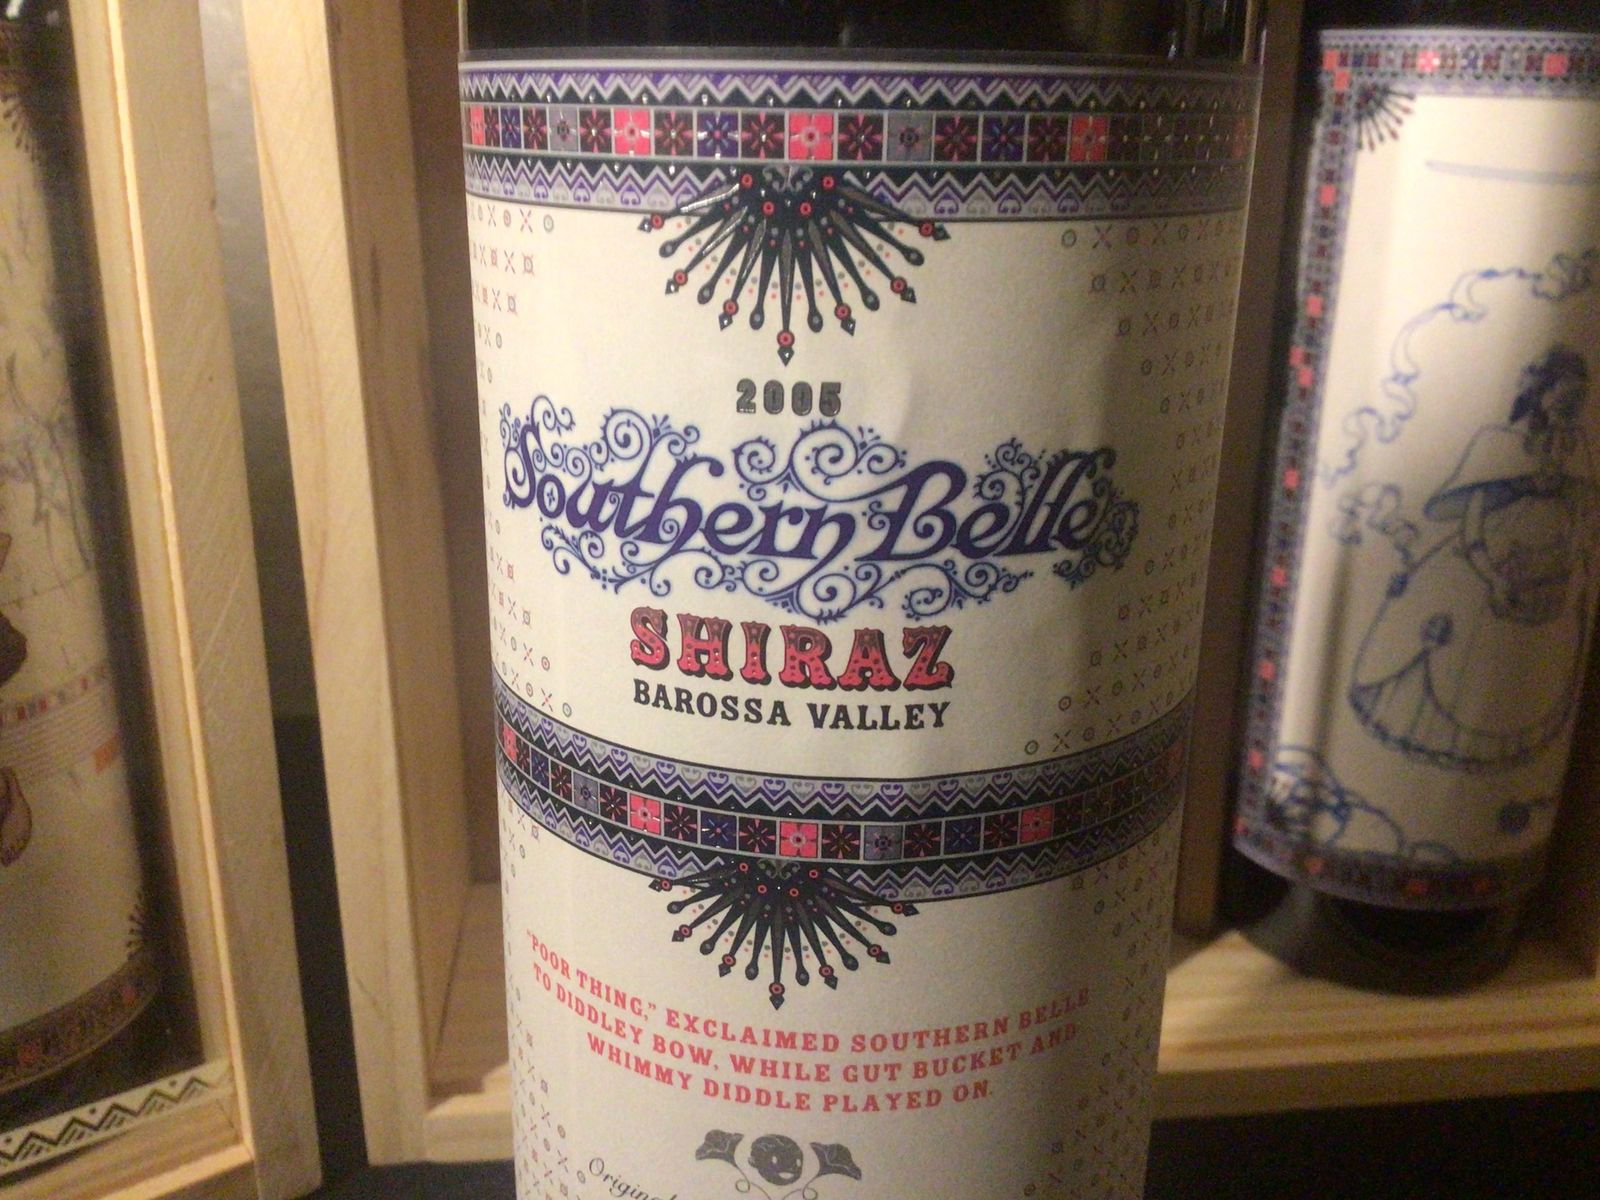 2005
Southern Belle
SHIRAZ
BAROSSA VALLEY
"POOR THING," EXCLAIMED SOUTHERN BELLE
TO DIDDLEY BOW, WHILE GUT BUCKET AND
WHIMMY DIDDLE PLAYED ON.